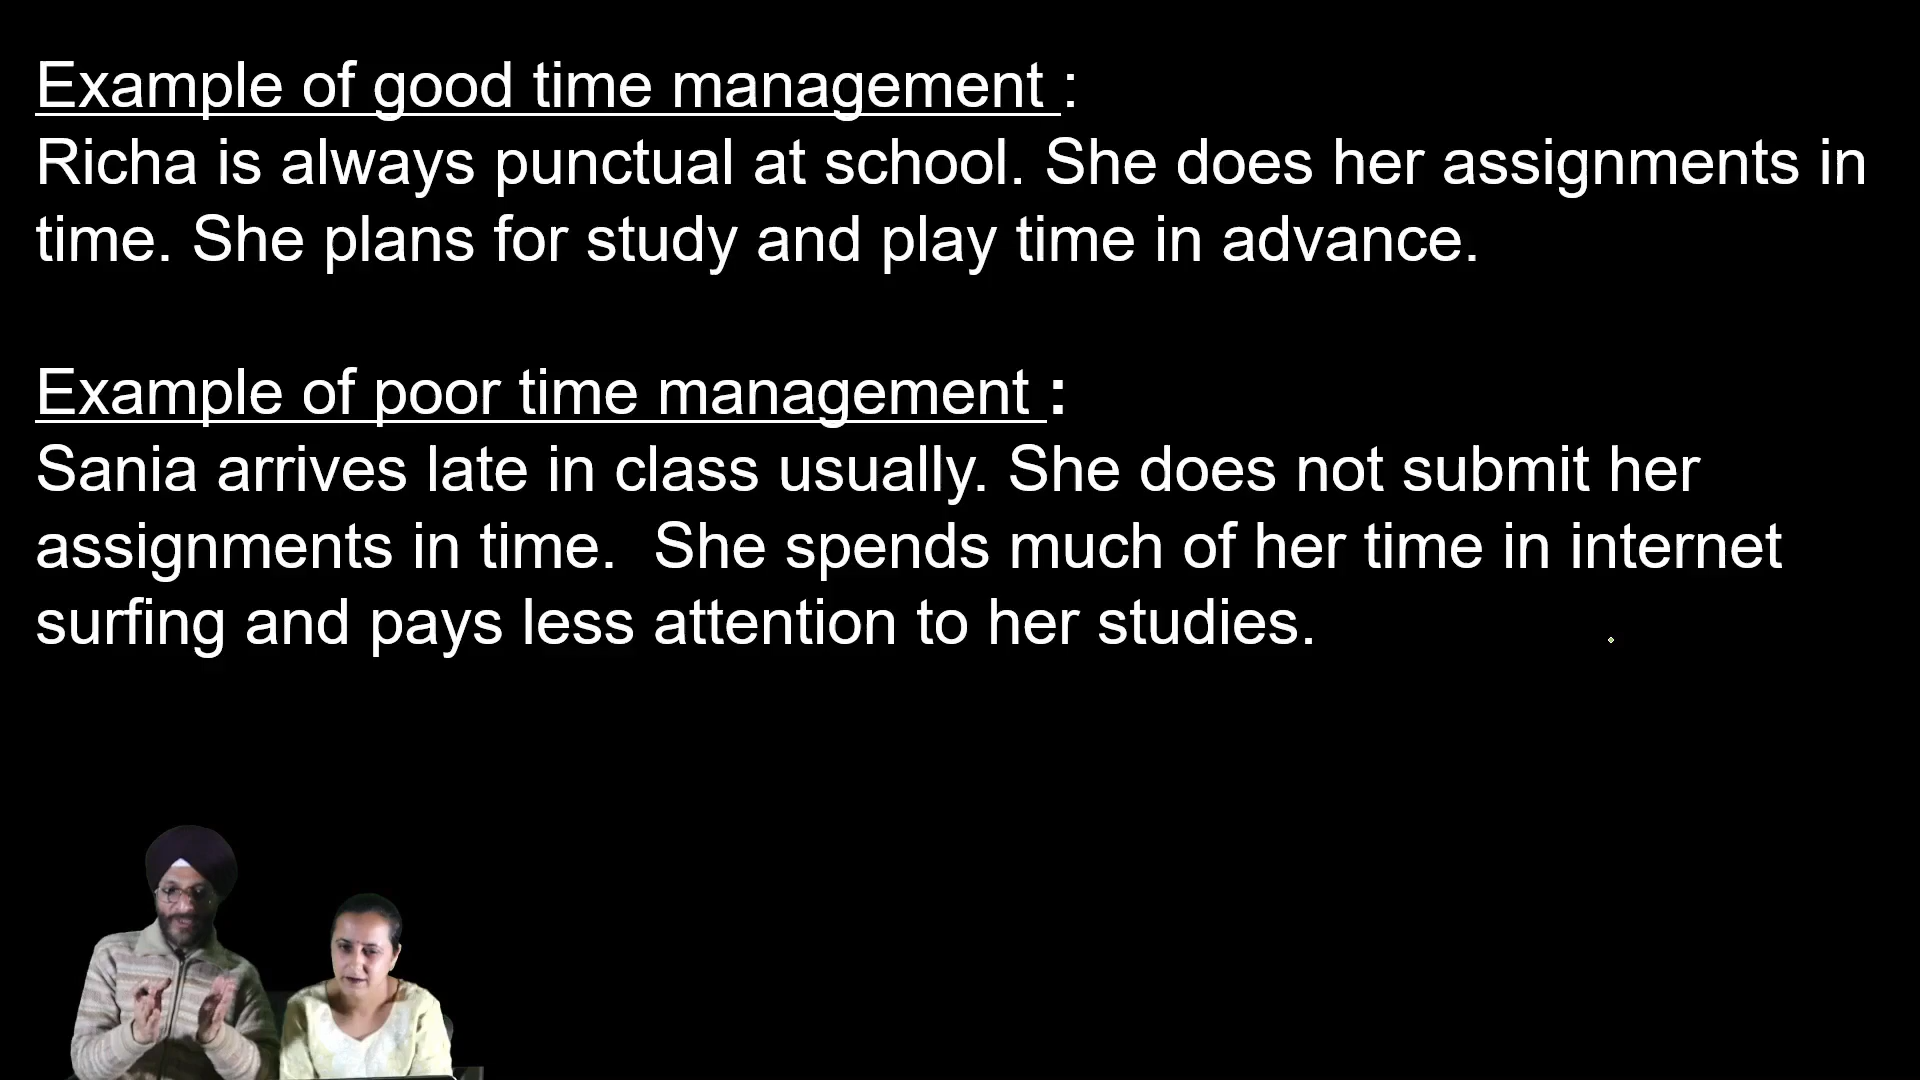 Example of good time management :
Richa is always punctual at school. She does her assignments in
time. She plans for study and play time in advance.
Example of poor time management :
Sania arrives late in class usually. She does not submit her
assignments in time.  She spends much of her time in internet
surfing and pays less attention to her studies.